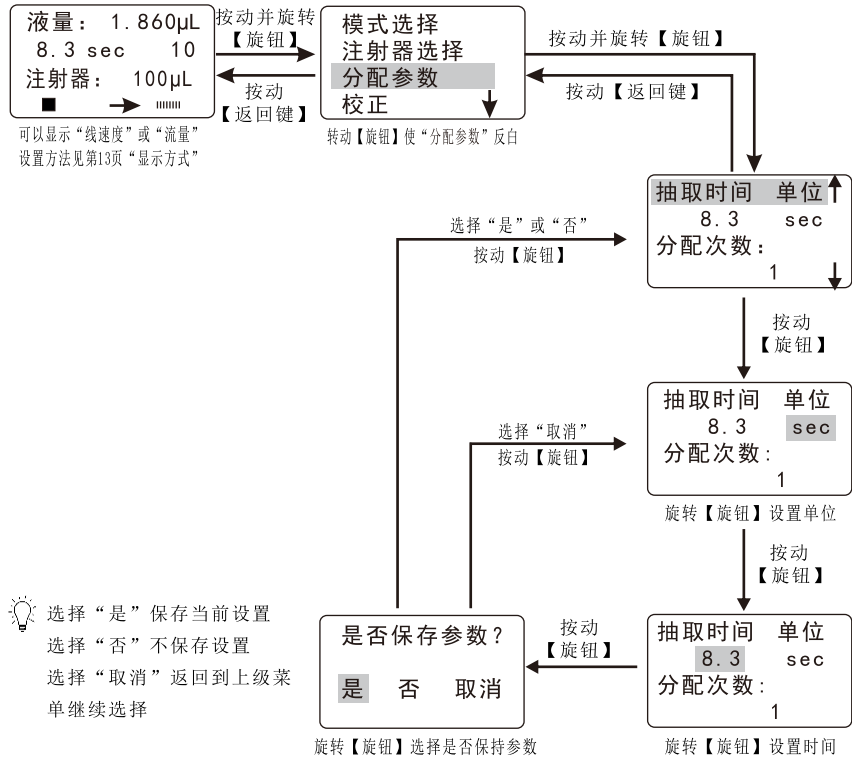 液量： 1.860μL
8.3 sec 10
注射器： 100μL
可以显示“线速度”或“流量”
设置方法见第13页“显示方式”
按动并旋转
【旋钮】
按动
【返回键】
模式选择
注射器选择
分配参数
校正
转动【旋钮】使“分配参数”反白
按动并旋转【旋钮】
按动【返回键】
抽取时间 单位
8.3 sec
分配次数：
1
按动
【旋钮】
抽取时间 单位
8.3 sec
分配次数：
1
旋转【旋钮】设置单位
按动
【旋钮】
抽取时间 单位
8.3 sec
分配次数：
1
旋转【旋钮】设置时间
按动
【旋钮】
是否保存参数？
是 否 取消
旋转【旋钮】选择是否保持参数
选择“取消”
按动【旋钮】
选择“是”或“否”
按动【旋钮】
选择“是”保存当前设置
选择“否”不保存设置
选择“取消”返回到上级菜
单继续选择